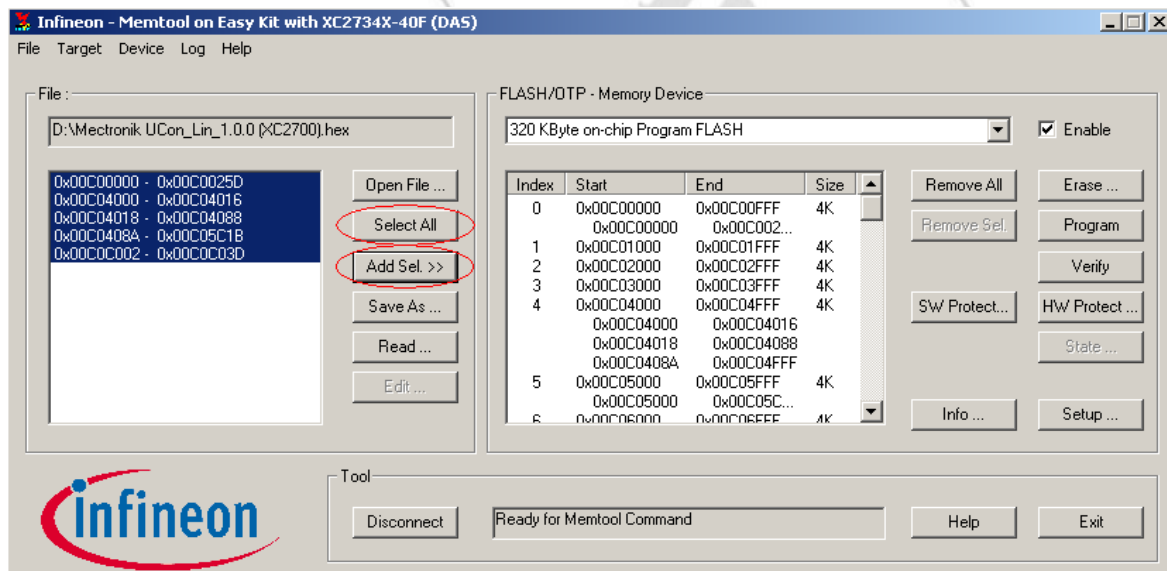 Infineon - Memtool on Easy Kit with XC2734X-40F (DAS)
File Target Device Log Help
File :
D:\Mectronik UCon_Lin_1.0.0 (XC2700).hex
0x00C00000 - 0x00C0025D
0x00C04000 - 0x00C04016
0x00C04018 - 0x00C04088
0x00C0408A - 0x00C05C1B
0x00C0C002 - 0x00C0C03D
Open File ...
Select All
Add Sel. >>
Save As ...
Read ...
Edit ...
FLASH/OTP - Memory Device
320 KByte on-chip Program FLASH
Enable
Index Start End Size
0 0x00C00000 0x00C00FFF 4K
0x00C00000 0x00C002...
1 0x00C01000 0x00C01FFF 4K
2 0x00C02000 0x00C02FFF 4K
3 0x00C03000 0x00C03FFF 4K
4 0x00C04000 0x00C04FFF 4K
0x00C04000 0x00C04016
0x00C04018 0x00C04088
0x00C0408A 0x00C04FFF
5 0x00C05000 0x00C05FFF 4K
0x00C05000 0x00C05C...
6 0x00C06000 0x00C06FFF 4K
Remove All
Remove Sel.
SW Protect...
Info ...
Erase ...
Program
Verify
HW Protect ...
State ...
Setup ...
infineon
Tool
Disconnect
Ready for Memtool Command
Help
Exit